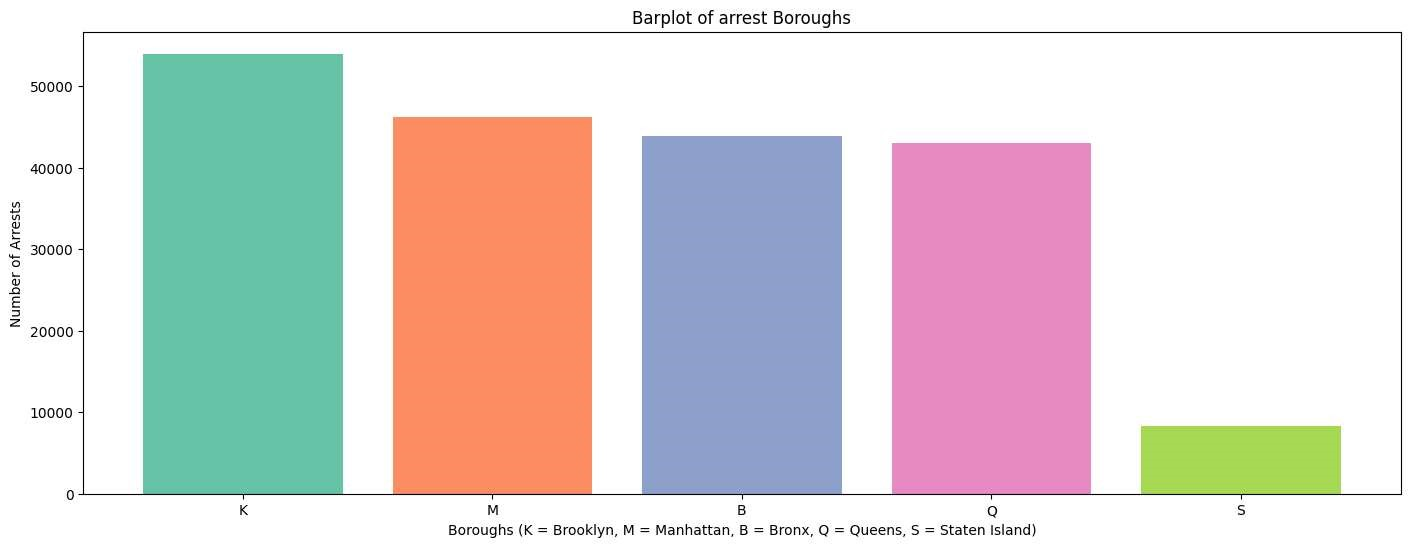 Barplot of arrest Boroughs
Number of Arrests
50000
40000
30000
20000
10000
0
K M B Q S
Boroughs (K = Brooklyn, M = Manhattan, B = Bronx, Q = Queens, S = Staten Island)